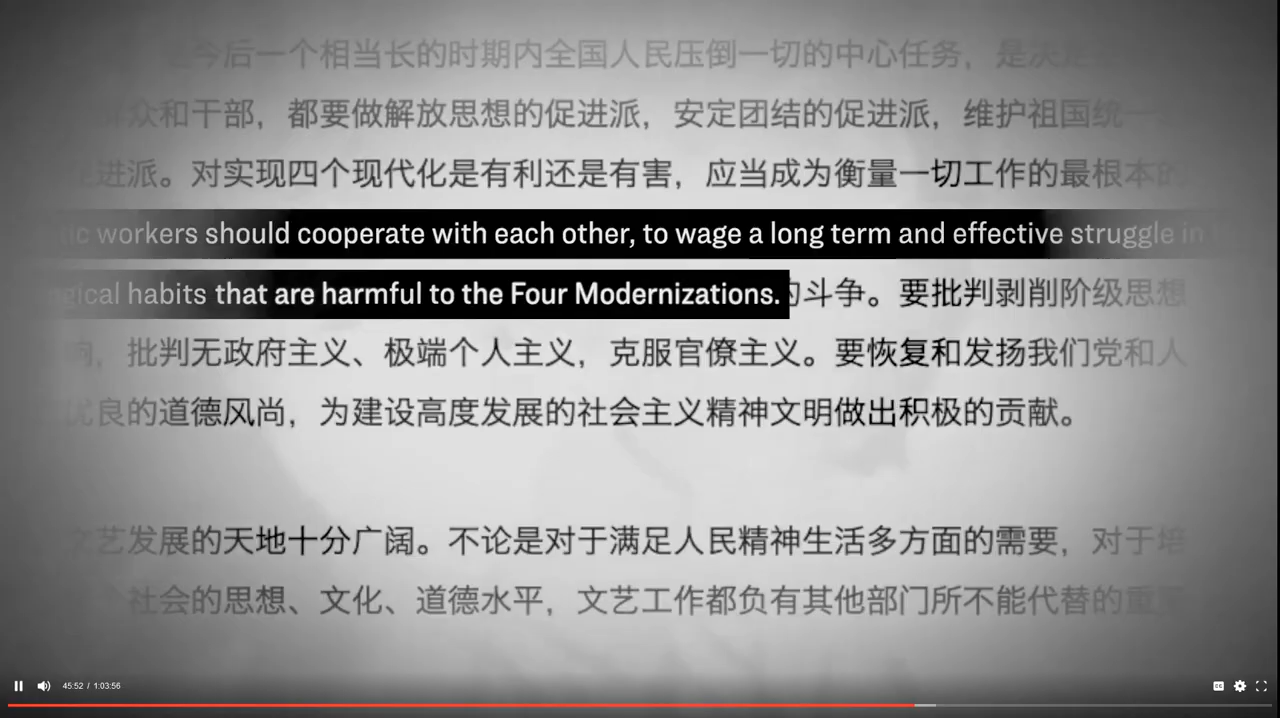 今后一个相当长的时期内全国人民压倒一切的中心任务，是决定
群众和干部，都要做解放思想的促进派，安定团结的促进派，维护祖国统一
促进派。对实现四个现代化是有利还是有害，应当成为衡量一切工作的最根本的
workers should cooperate with each other, to wage a long term and effective struggle in
habits that are harmful to the Four Modernizations. 的斗争。要批判剥削阶级思想
响，批判无政府主义、极端个人主义，克服官僚主义。要恢复和发扬我们党和人
优良的道德风尚，为建设高度发展的社会主义精神文明做出积极的贡献。
文艺发展的天地十分广阔。不论是对于满足人民精神生活多方面的需要，对于培
社会的思想、文化、道德水平，文艺工作都负有其他部门所不能代替的重
45:52 / 1:03:56
CC